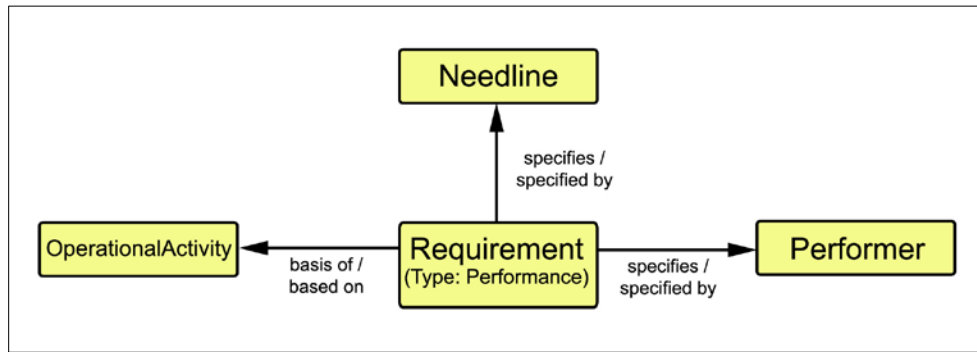 Needline
specifies /
specified by
OperationalActivity
basis of /
based on
Requirement
(Type: Performance)
specifies /
specified by
Performer